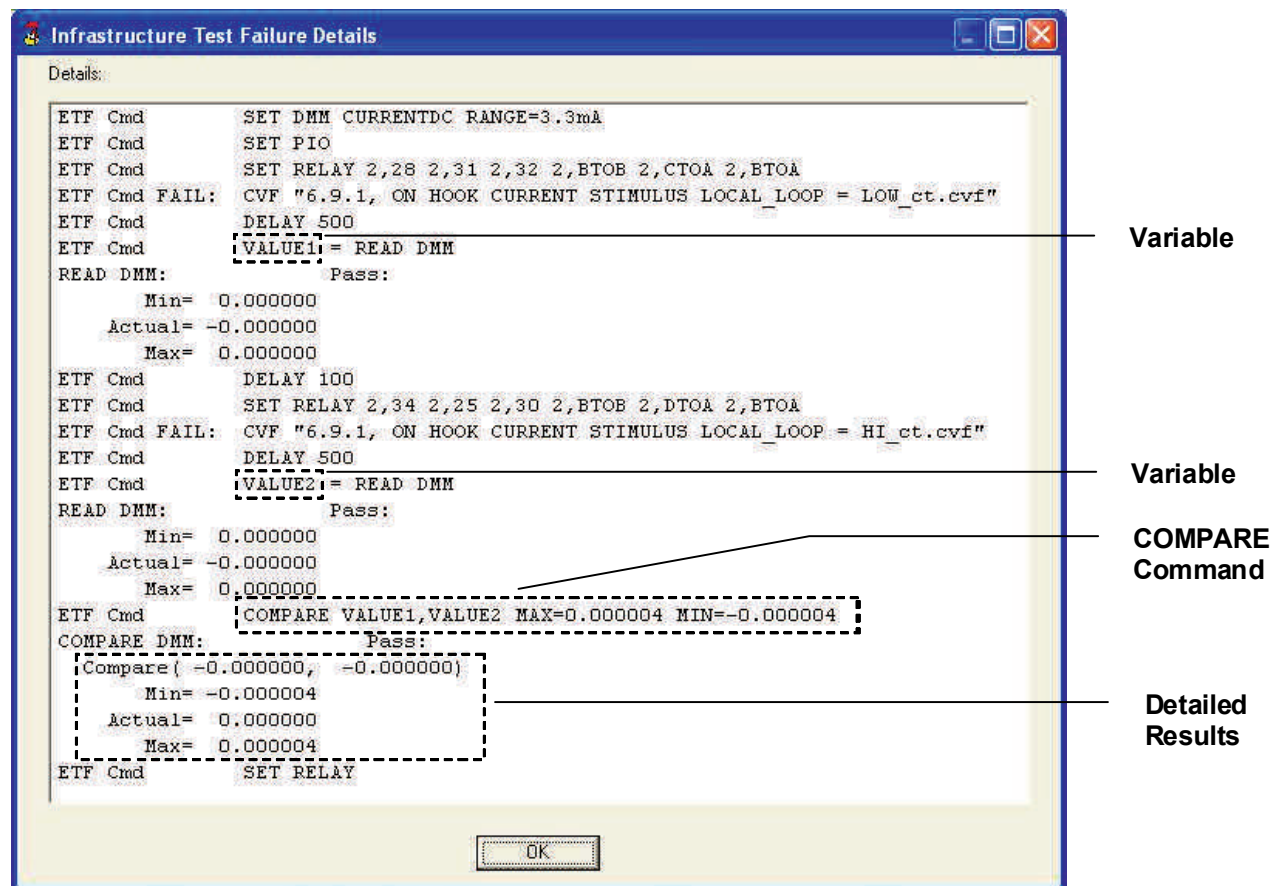 Infrastructure Test Failure Details
Details:
ETF Cmd SET DMM CURRENTDC RANGE=3.3mA
ETF Cmd SET PIO
ETF Cmd SET RELAY 2,28 2,31 2,32 2,BTOB 2,CTOA 2,BTOA
ETF Cmd FAIL: CVF "6.9.1, ON HOOK CURRENT STIMULUS LOCAL_LOOP = LOW_ct.cvf"
ETF Cmd DELAY 500
ETF Cmd VALUE1 = READ DMM
Variable
READ DMM: Pass:
Min= 0.000000
Actual= -0.000000
Max= 0.000000
ETF Cmd DELAY 100
ETF Cmd SET RELAY 2,34 2,25 2,30 2,BTOB 2,DTOA 2,BTOA
ETF Cmd FAIL: CVF "6.9.1, ON HOOK CURRENT STIMULUS LOCAL_LOOP = HI_ct.cvf"
ETF Cmd DELAY 500
ETF Cmd VALUE2 = READ DMM
Variable
READ DMM: Pass:
Min= 0.000000
Actual= -0.000000
Max= 0.000000
COMPARE
Command
ETF Cmd COMPARE VALUE1,VALUE2 MAX=0.000004 MIN=-0.000004
COMPARE DMM: Pass:
Compare( -0.000000, -0.000000)
Min= -0.000004
Actual= 0.000000
Max= 0.000004
Detailed
Results
ETF Cmd SET RELAY
OK